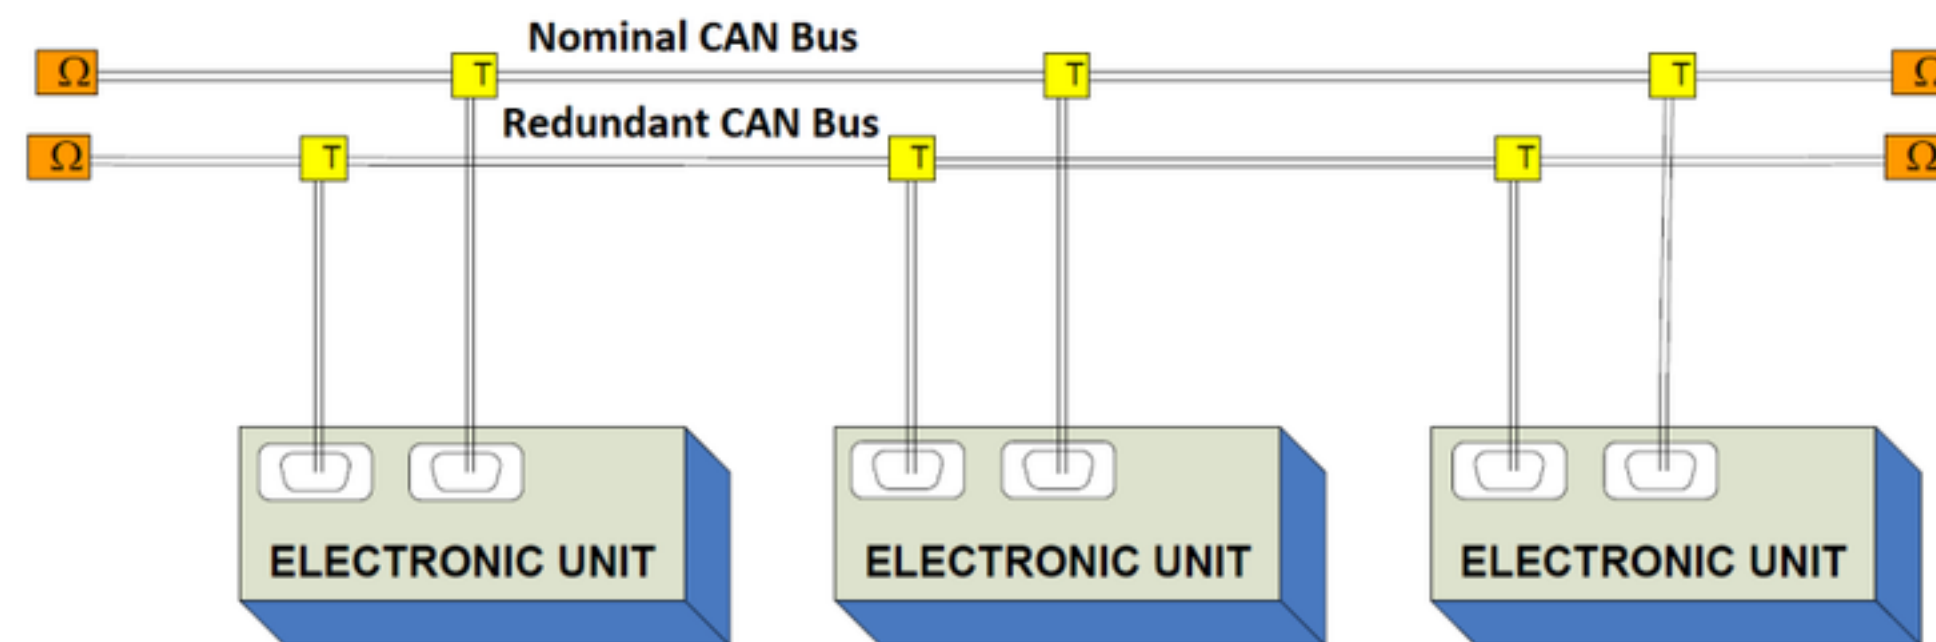 Nominal CAN Bus
Ω T T T Ω
Redundant CAN Bus
Ω T T T Ω
ELECTRONIC UNIT ELECTRONIC UNIT ELECTRONIC UNIT